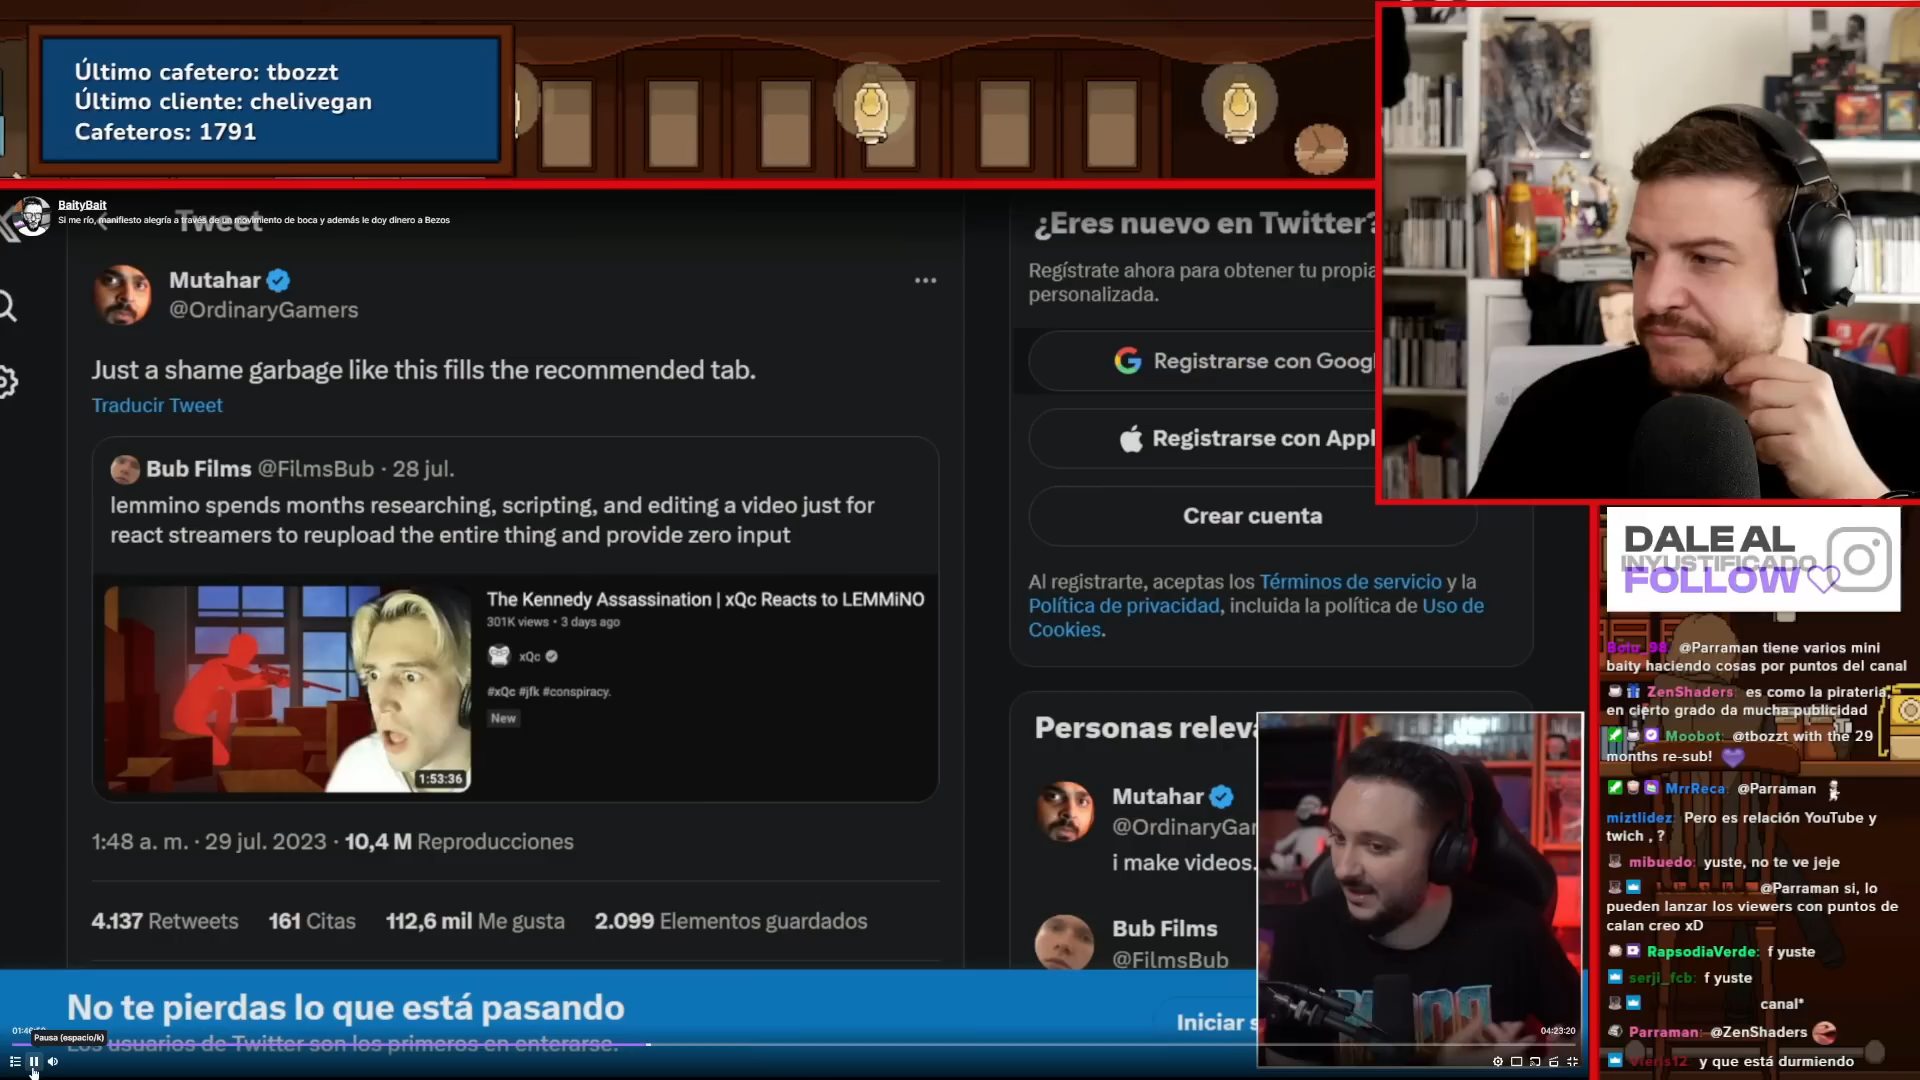 Último cafetero: tbozzt
Último cliente: chelivegan
Cafeteros: 1791
BaityBait
Si me río, manifiesto alegría a través de un movimiento de boca y además le doy dinero a Bezos
Tweet
Mutahar
@OrdinaryGamers
Just a shame garbage like this fills the recommended tab.
Traducir Tweet
Bub Films @FilmsBub · 28 jul.
lemmino spends months researching, scripting, and editing a video just for
react streamers to reupload the entire thing and provide zero input
The Kennedy Assassination | xQc Reacts to LEMMiNO
301K views • 3 days ago
xQc
#xQc #jfk #conspiracy.
New
1:53:36
1:48 a. m. · 29 jul. 2023 · 10,4 M Reproducciones
4.137 Retweets 161 Citas 112,6 mil Me gusta 2.099 Elementos guardados
¿Eres nuevo en Twitter?
Regístrate ahora para obtener tu propia
personalizada.
Registrarse con Goog
Registrarse con Appl
Crear cuenta
Al registrarte, aceptas los Términos de servicio y la
Política de privacidad, incluida la política de Uso de
Cookies.
Personas releva
Mutahar
@OrdinaryGar
i make videos.
Bub Films
@FilmsBub
No te pierdas lo que está pasando
Los usuarios de Twitter son los primeros en enterarse.
Iniciar s
Pausa (espacio/k)
04:23:20
DALE AL
INYUSTIFICADO
FOLLOW
Bolu_98: @Parraman tiene varios mini
baity haciendo cosas por puntos del canal
ZenShaders: es como la pirateria,
en cierto grado da mucha publicidad
Moobot: @tbozzt with the 29
months re-sub!
MrrReca: @Parraman
miztlidez: Pero es relación YouTube y
twich , ?
mibuedo: yuste, no te ve jeje
@Parraman si, lo
pueden lanzar los viewers con puntos de
calan creo xD
RapsodiaVerde: f yuste
serji_fcb: f yuste
canal*
Parraman: @ZenShaders
Vieris12 y que está durmiendo